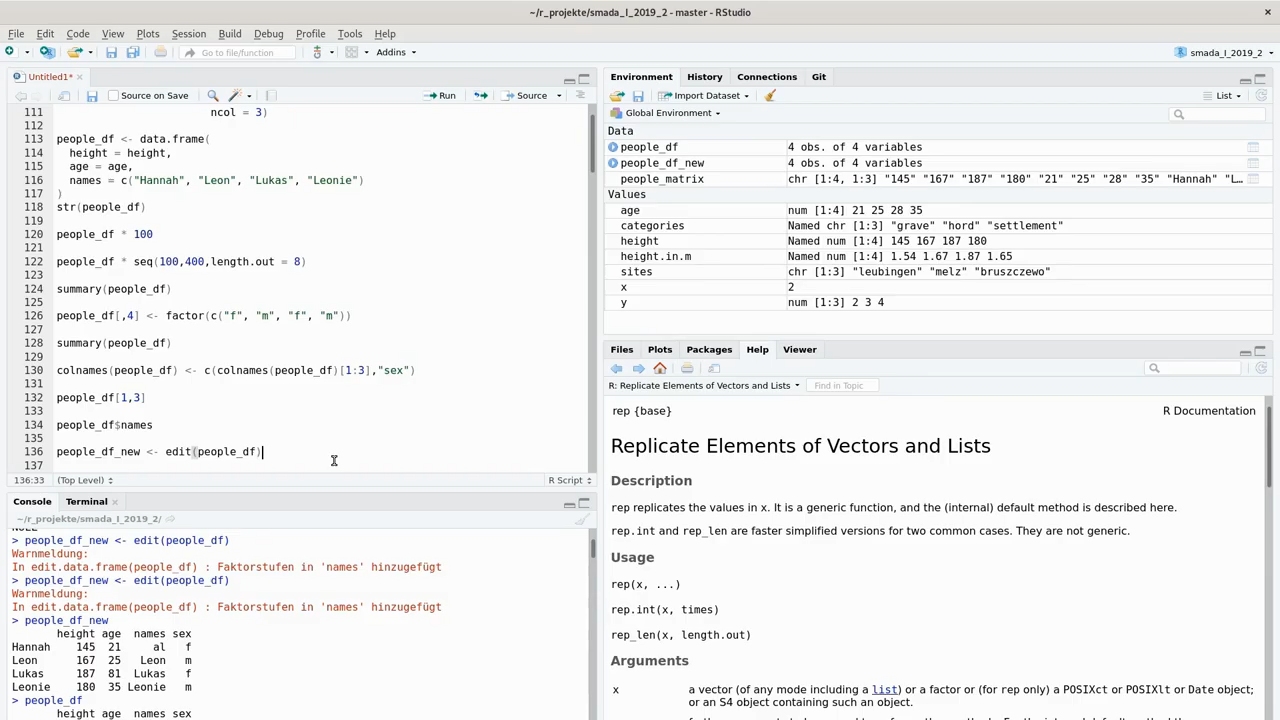 ~/r_projekte/smada_I_2019_2 - master - RStudio
File Edit Code View Plots Session Build Debug Profile Tools Help
Go to file/function Addins smada_I_2019_2
Untitled1*
Source on Save Run Source
111 ncol = 3)
112
113 people_df <- data.frame(
114 height = height,
115 age = age,
116 names = c("Hannah", "Leon", "Lukas", "Leonie")
117 )
118 str(people_df)
119
120 people_df * 100
121
122 people_df * seq(100,400,length.out = 8)
123
124 summary(people_df)
125
126 people_df[,4] <- factor(c("f", "m", "f", "m"))
127
128 summary(people_df)
129
130 colnames(people_df) <- c(colnames(people_df)[1:3],"sex")
131
132 people_df[1,3]
133
134 people_df$names
135
136 people_df_new <- edit(people_df)
137
136:33 (Top Level) R Script
Console Terminal
~/r_projekte/smada_I_2019_2/
NULL
> people_df_new <- edit(people_df)
Warnmeldung:
In edit.data.frame(people_df) : Faktorstufen in 'names' hinzugefügt
> people_df_new <- edit(people_df)
Warnmeldung:
In edit.data.frame(people_df) : Faktorstufen in 'names' hinzugefügt
> people_df_new
height age names sex
Hannah 145 21 al f
Leon 167 25 Leon m
Lukas 187 81 Lukas f
Leonie 180 35 Leonie m
> people_df
height age names sex
Environment History Connections Git
Import Dataset List
Global Environment
Data
people_df 4 obs. of 4 variables
people_df_new 4 obs. of 4 variables
people_matrix chr [1:4, 1:3] "145" "167" "187" "180" "21" "25" "28" "35" "Hannah" "L…
Values
age num [1:4] 21 25 28 35
categories Named chr [1:3] "grave" "hord" "settlement"
height Named num [1:4] 145 167 187 180
height.in.m Named num [1:4] 1.54 1.67 1.87 1.65
sites chr [1:3] "leubingen" "melz" "bruszczewo"
x 2
y num [1:3] 2 3 4
Files Plots Packages Help Viewer
R: Replicate Elements of Vectors and Lists Find in Topic
rep {base} R Documentation
Replicate Elements of Vectors and Lists
Description
rep replicates the values in x. It is a generic function, and the (internal) default method is described here.
rep.int and rep_len are faster simplified versions for two common cases. They are not generic.
Usage
rep(x, ...)
rep.int(x, times)
rep_len(x, length.out)
Arguments
x a vector (of any mode including a list) or a factor or (for rep only) a POSIXct or POSIXlt or Date object;
or an S4 object containing such an object.